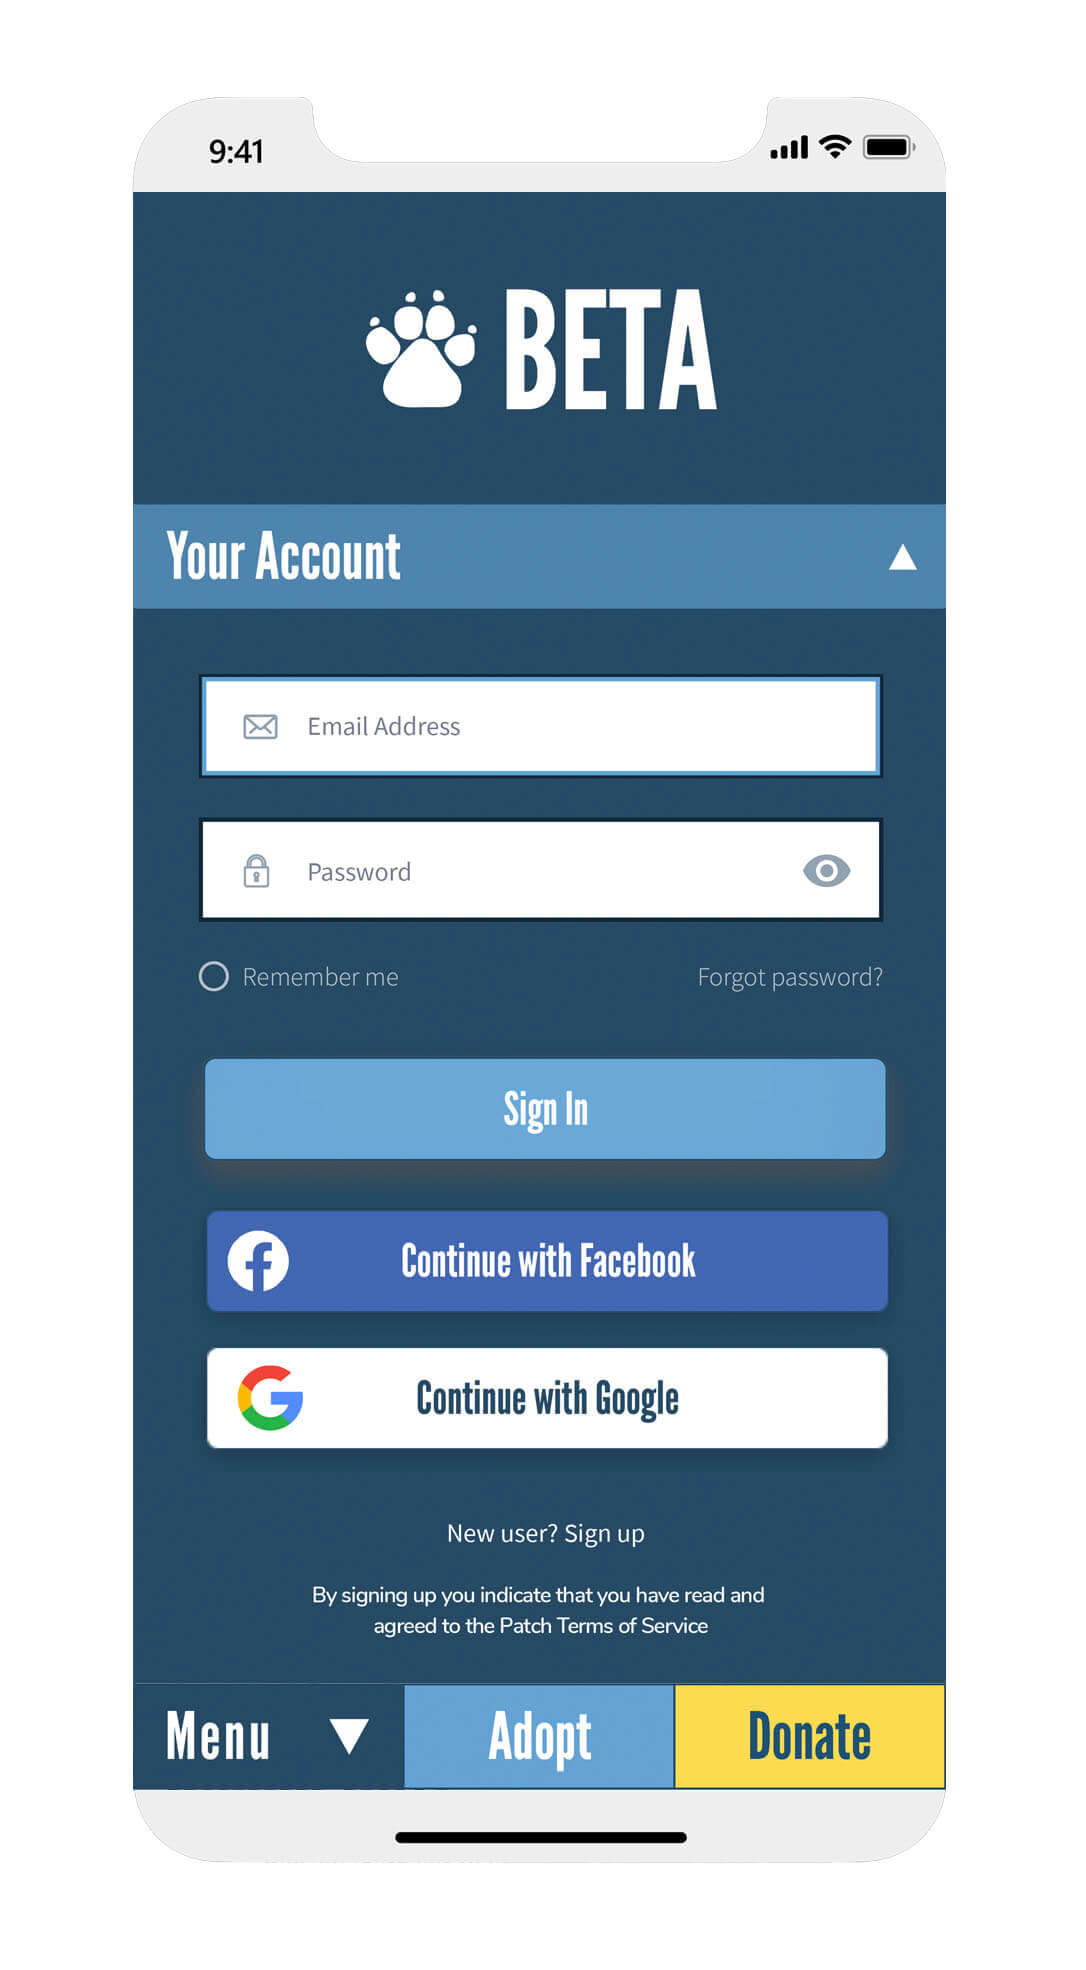 9:41
BETA
Your Account
Email Address
Password
Remember me
Forgot password?
Sign In
Continue with Facebook
Continue with Google
New user? Sign up
By signing up you indicate that you have read and
agreed to the Patch Terms of Service
Menu
Adopt
Donate